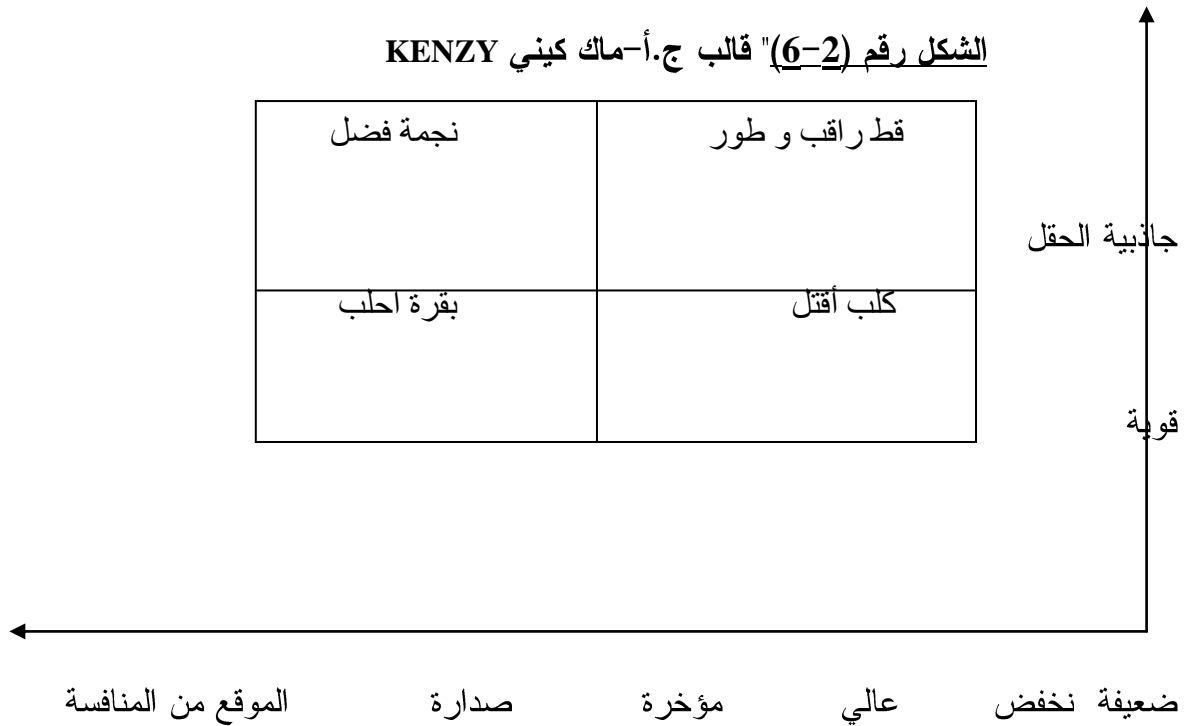 الشكل رقم (2-6)" قالب ج.أ-ماك كيني KENZY
قط راقب و طور نجمة فضل
جاذبية الحقل
كلب أقتل بقرة احلب
قوية
ضعيفة نخفض عالي مؤخرة صدارة الموقع من المنافسة